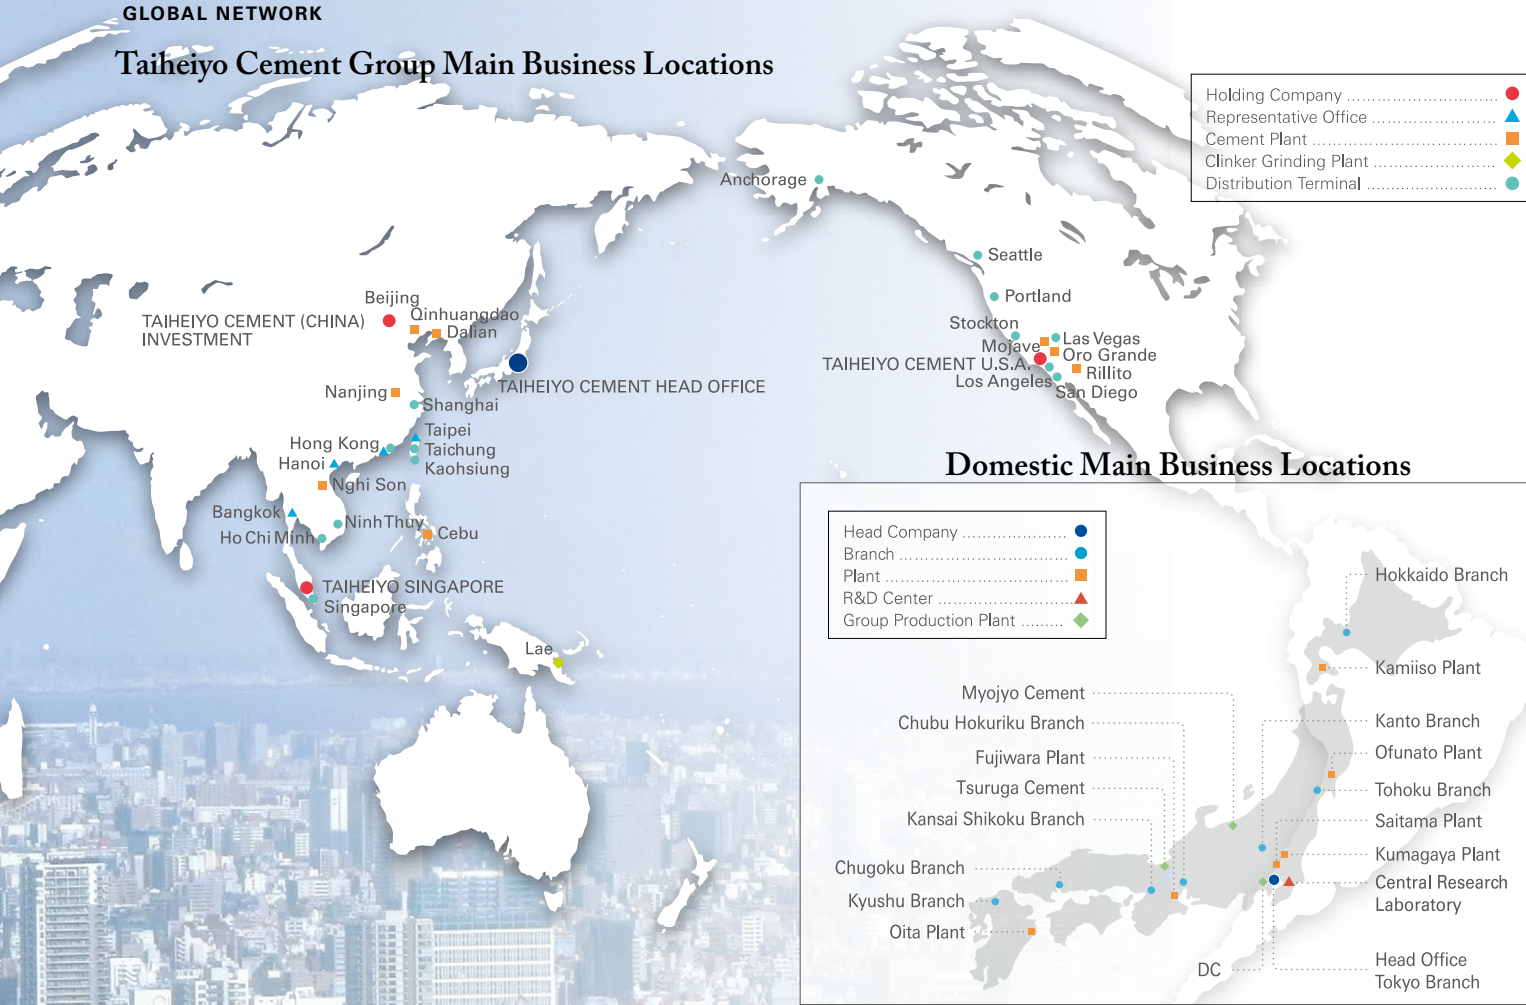 GLOBAL NETWORK
Taiheiyo Cement Group Main Business Locations
Holding Company
Representative Office
Cement Plant
Clinker Grinding Plant
Distribution Terminal
Anchorage
Seattle
Portland
Stockton
Las Vegas
Mojave
Oro Grande
TAIHEIYO CEMENT U.S.A.
Rillito
Los Angeles
San Diego
Beijing
TAIHEIYO CEMENT (CHINA)
INVESTMENT
Qinhuangdao
Dalian
TAIHEIYO CEMENT HEAD OFFICE
Nanjing
Shanghai
Taipei
Hong Kong
Taichung
Hanoi
Kaohsiung
Nghi Son
Bangkok
Ninh Thuy
Ho Chi Minh
Cebu
TAIHEIYO SINGAPORE
Singapore
Lae
Domestic Main Business Locations
Head Company
Branch
Plant
R&D Center
Group Production Plant
Hokkaido Branch
Kamiiso Plant
Myojyo Cement
Chubu Hokuriku Branch
Fujiwara Plant
Tsuruga Cement
Kansai Shikoku Branch
Chugoku Branch
Kyushu Branch
Oita Plant
Kanto Branch
Ofunato Plant
Tohoku Branch
Saitama Plant
Kumagaya Plant
Central Research
Laboratory
DC
Head Office
Tokyo Branch